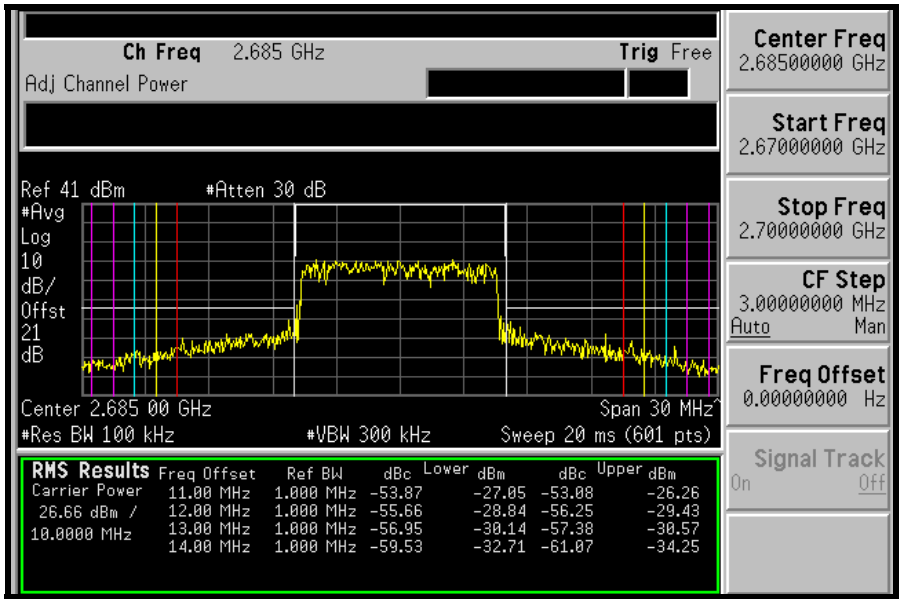 Ch Freq 2.685 GHz Trig Free
Adj Channel Power
Ref 41 dBm #Atten 30 dB
#Avg
Log
10
dB/
Offst
21
dB
Center 2.685 00 GHz Span 30 MHz^
#Res BW 100 kHz #VBW 300 kHz Sweep 20 ms (601 pts)
RMS Results Freq Offset Ref BW dBc Lower dBm dBc Upper dBm
Carrier Power 11.00 MHz 1.000 MHz -53.87 -27.05 -53.08 -26.26
26.66 dBm / 12.00 MHz 1.000 MHz -55.66 -28.84 -56.25 -29.43
10.0000 MHz 13.00 MHz 1.000 MHz -56.95 -30.14 -57.38 -30.57
14.00 MHz 1.000 MHz -59.53 -32.71 -61.07 -34.25
Center Freq
2.68500000 GHz
Start Freq
2.67000000 GHz
Stop Freq
2.70000000 GHz
CF Step
3.00000000 MHz
Auto Man
Freq Offset
0.00000000 Hz
Signal Track
On Off